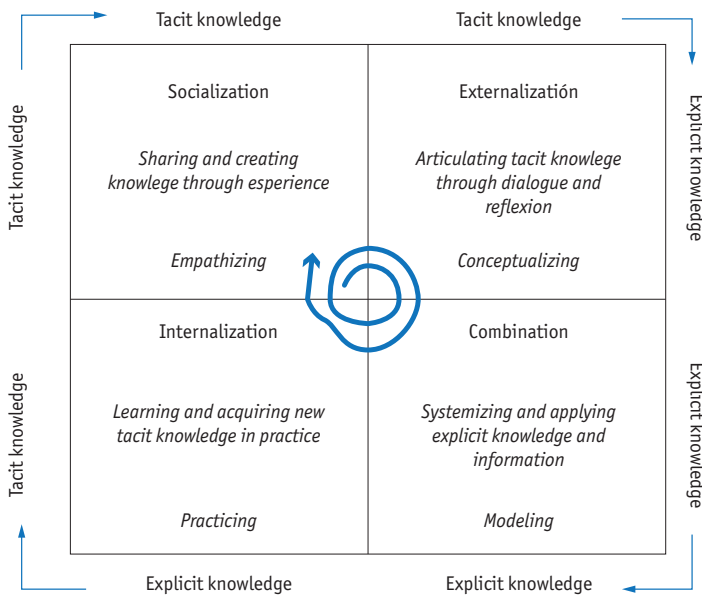 Tacit knowledge
Tacit knowledge
Tacit knowledge
Explicit knowledge
Socialization
Sharing and creating
knowlege through esperience
Empathizing
Externalizatión
Articulating tacit knowlege
through dialogue and
reflexion
Conceptualizing
Internalization
Learning and acquiring new
tacit knowledge in practice
Practicing
Combination
Systemizing and applying
explicit knowledge and
information
Modeling
Tacit knowledge
Explicit knowledge
Explicit knowledge
Explicit knowledge